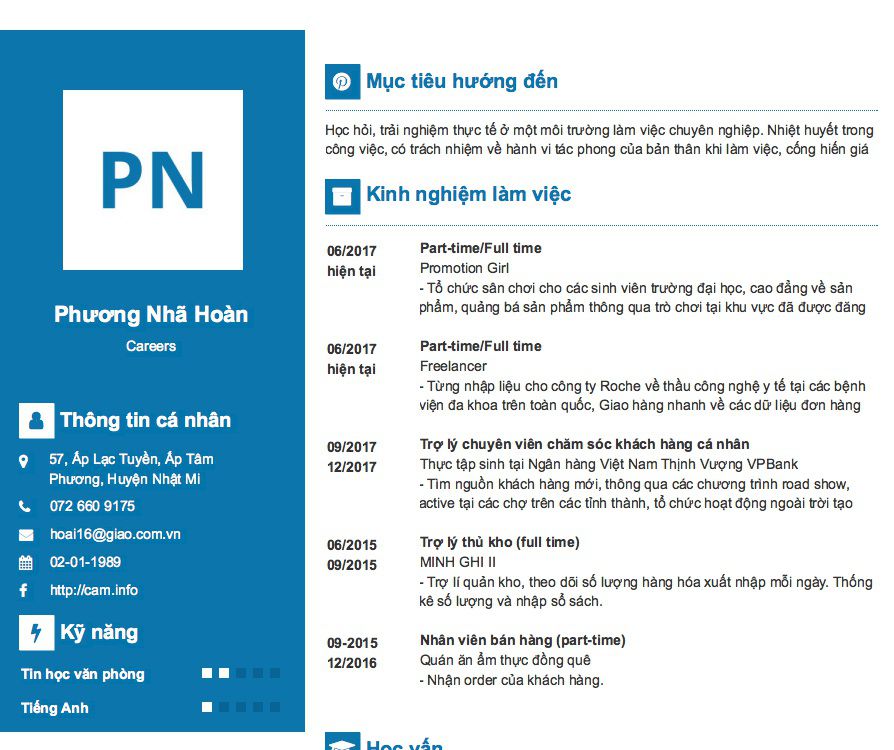 PN
Phương Nhã Hoàn
Careers
Thông tin cá nhân
57, Ấp Lạc Tuyền, Ấp Tâm
Phương, Huyện Nhật Mi
072 660 9175
hoai16@giao.com.vn
02-01-1989
http://cam.info
Kỹ năng
Tin học văn phòng
Tiếng Anh
Mục tiêu hướng đến
Học hỏi, trải nghiệm thực tế ở một môi trường làm việc chuyên nghiệp. Nhiệt huyết trong
công việc, có trách nhiệm về hành vi tác phong của bản thân khi làm việc, cống hiến giá
Kinh nghiệm làm việc
06/2017
hiện tại
Part-time/Full time
Promotion Girl
- Tổ chức sân chơi cho các sinh viên trường đại học, cao đẳng về sản
phẩm, quảng bá sản phẩm thông qua trò chơi tại khu vực đã được đăng
06/2017
hiện tại
Part-time/Full time
Freelancer
- Từng nhập liệu cho công ty Roche về thầu công nghệ y tế tại các bệnh
viện đa khoa trên toàn quốc, Giao hàng nhanh về các dữ liệu đơn hàng
09/2017
12/2017
Trợ lý chuyên viên chăm sóc khách hàng cá nhân
Thực tập sinh tại Ngân hàng Việt Nam Thịnh Vượng VPBank
- Tìm nguồn khách hàng mới, thông qua các chương trình road show,
active tại các chợ trên các tỉnh thành, tổ chức hoạt động ngoài trời tạo
06/2015
09/2015
Trợ lý thủ kho (full time)
MINH GHI II
- Trợ lí quản kho, theo dõi số lượng hàng hóa xuất nhập mỗi ngày. Thống
kê số lượng và nhập sổ sách.
09-2015
12/2016
Nhân viên bán hàng (part-time)
Quán ăn ẩm thực đồng quê
- Nhận order của khách hàng.
Học vấn